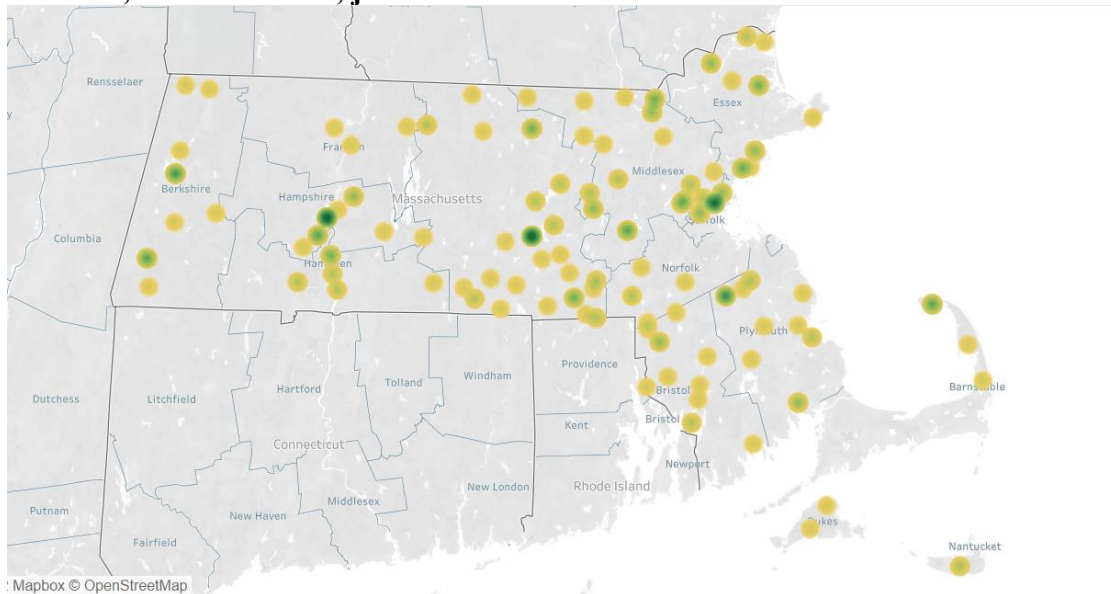 Essex
Rensselaer
Franklin
Middlesex
Berkshire
Hampshire
Massachusetts
Columbia
Norfolk
Hampden
Plymouth
Providence
Dutchess
Litchfield
Hartford
Tolland
Windham
Bristol
Barnstable
Kent
Bristol
Connecticut
Newport
Rhode Island
Putnam
New Haven
Middlesex
New London
Dukes
Fairfield
Nantucket
Mapbox © OpenStreetMap